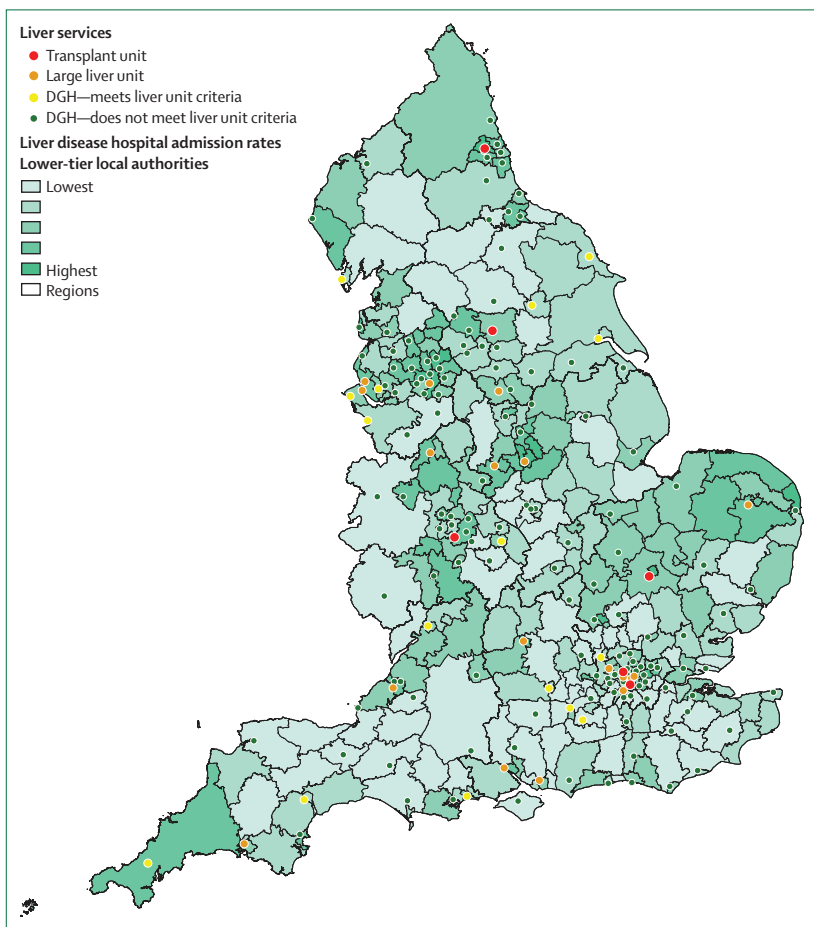 Liver services
Transplant unit
Large liver unit
DGH—meets liver unit criteria
DGH—does not meet liver unit criteria
Liver disease hospital admission rates
Lower-tier local authorities
Lowest
Highest
Regions